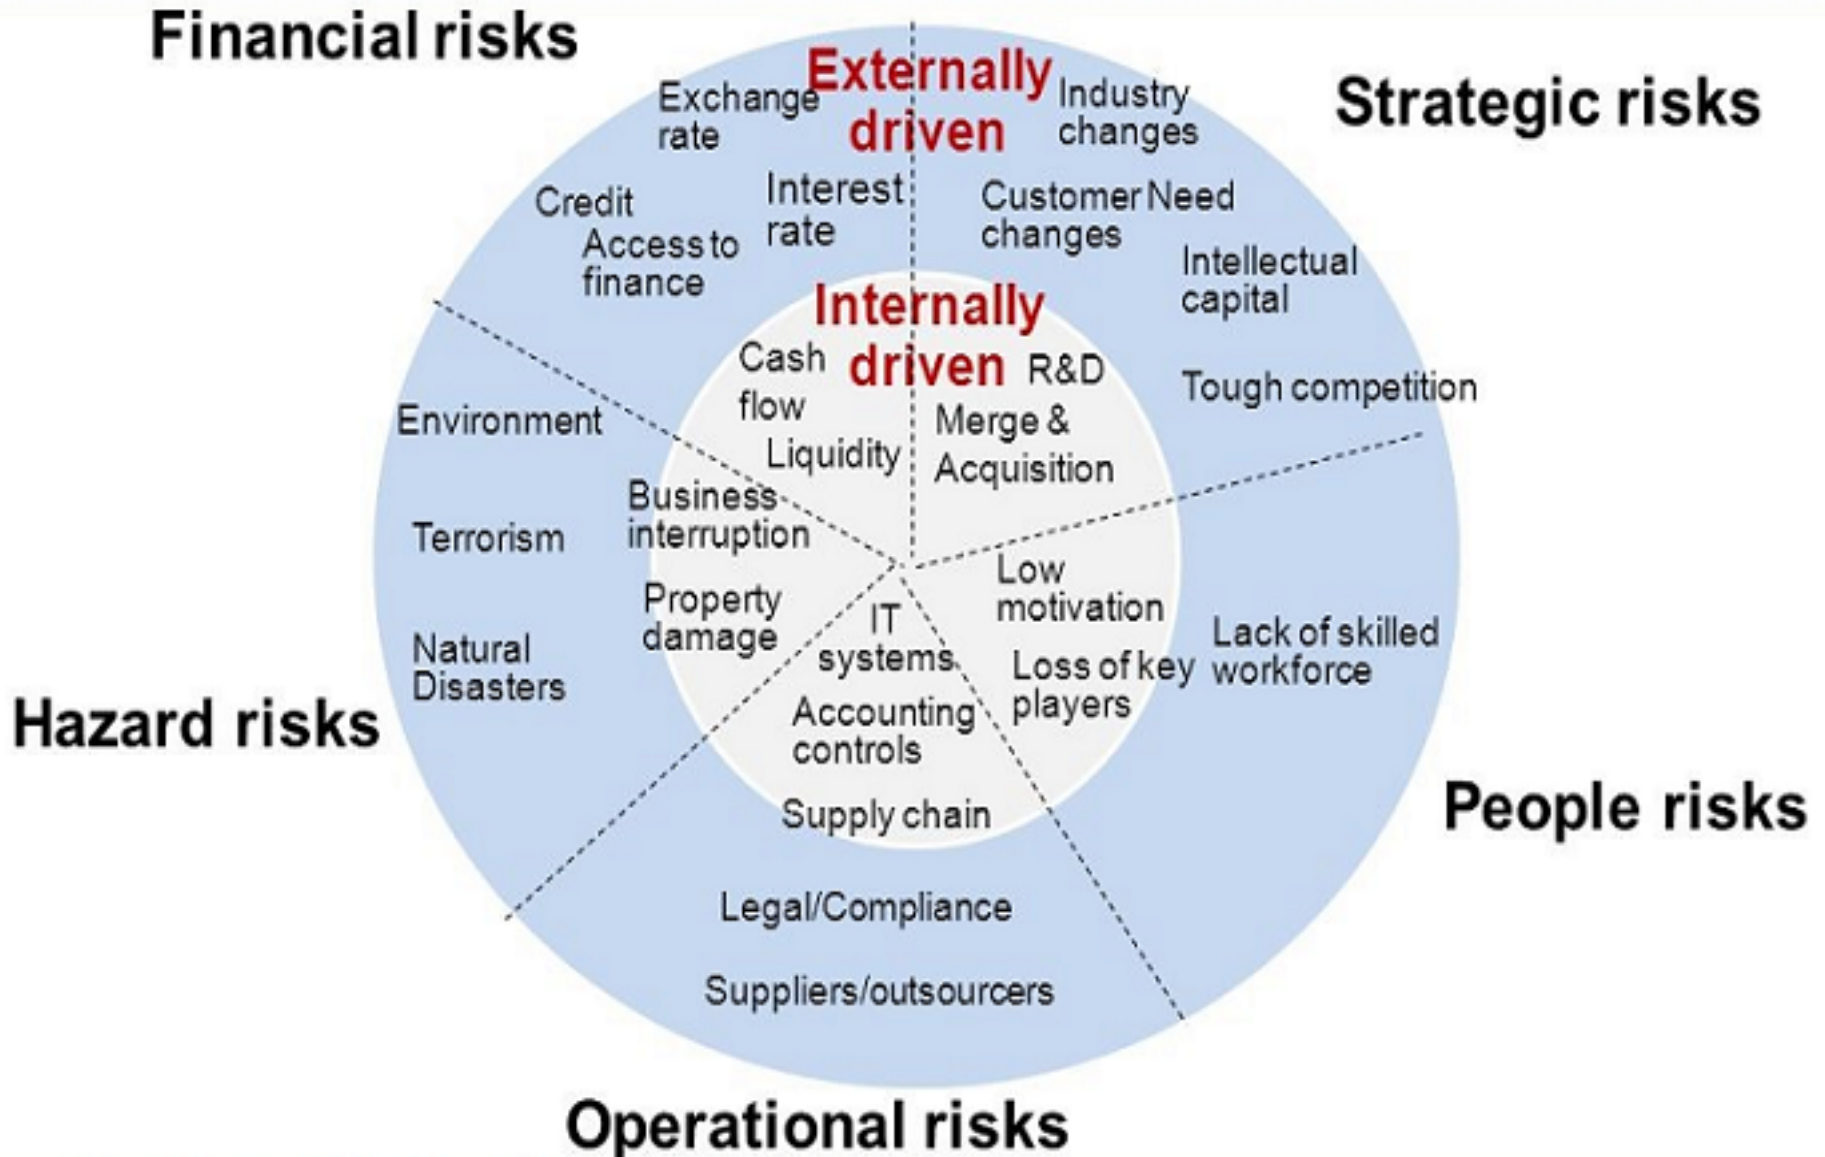 Financial risks
Externally
driven
Exchange
rate
Industry
changes
Strategic risks
Credit
Interest
rate
Access to
finance
Customer Need
changes
Intellectual
capital
Tough competition
Internally
driven
Cash
flow
Liquidity
R&D
Merge &
Acquisition
Environment
Terrorism
Natural
Disasters
Business
interruption
Property
damage
Hazard risks
IT
systems
Accounting
controls
Supply chain
Low
motivation
Loss of key
players
Lack of skilled
workforce
People risks
Legal/Compliance
Suppliers/outsourcers
Operational risks